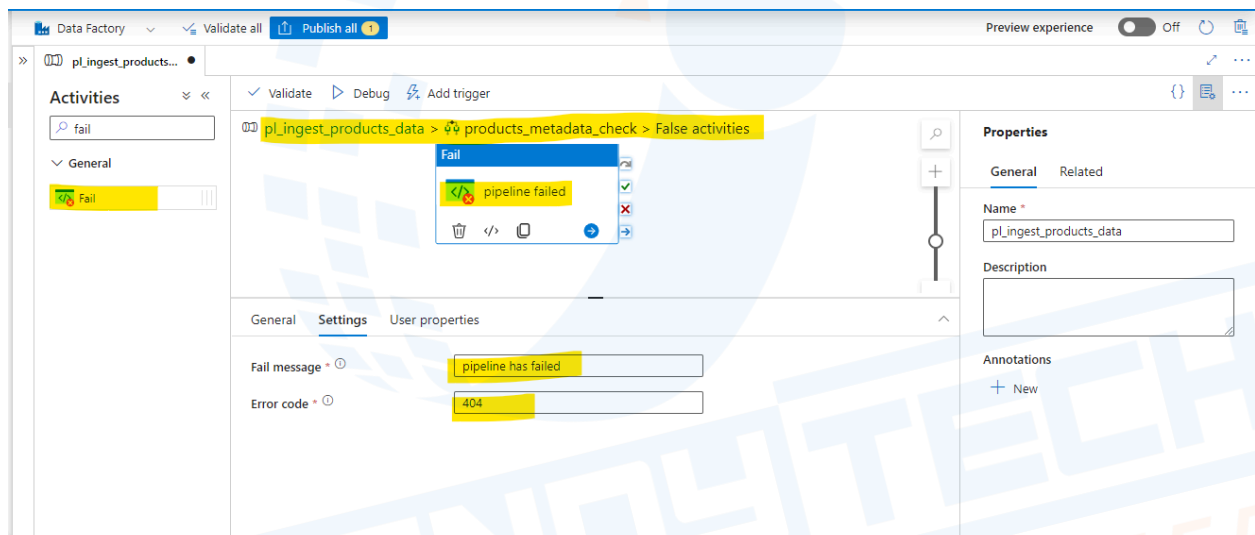 Data Factory
Validate all
Publish all 1
Preview experience
Off
pl_ingest_products...
Activities
fail
General
Fail
Validate
Debug
Add trigger
pl_ingest_products_data > products_metadata_check > False activities
Fail
pipeline failed
General
Settings
User properties
Fail message *
pipeline has failed
Error code *
404
Properties
General
Related
Name *
pl_ingest_products_data
Description
Annotations
New